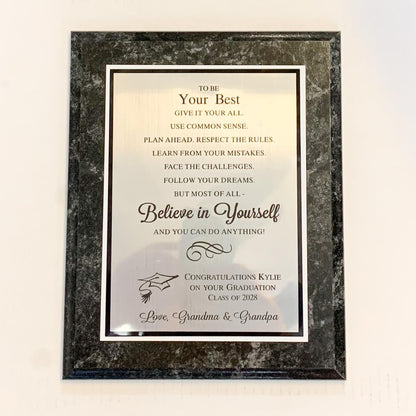 TO BE
Your Best
GIVE IT YOUR ALL.
USE COMMON SENSE.
PLAN AHEAD. RESPECT THE RULES.
LEARN FROM YOUR MISTAKES.
FACE THE CHALLENGES.
FOLLOW YOUR DREAMS.
BUT MOST OF ALL -
Believe in Yourself
AND YOU CAN DO ANYTHING!
CONGRATULATIONS KYLIE
ON YOUR GRADUATION
CLASS OF 2028
Love, Grandma & Grandpa